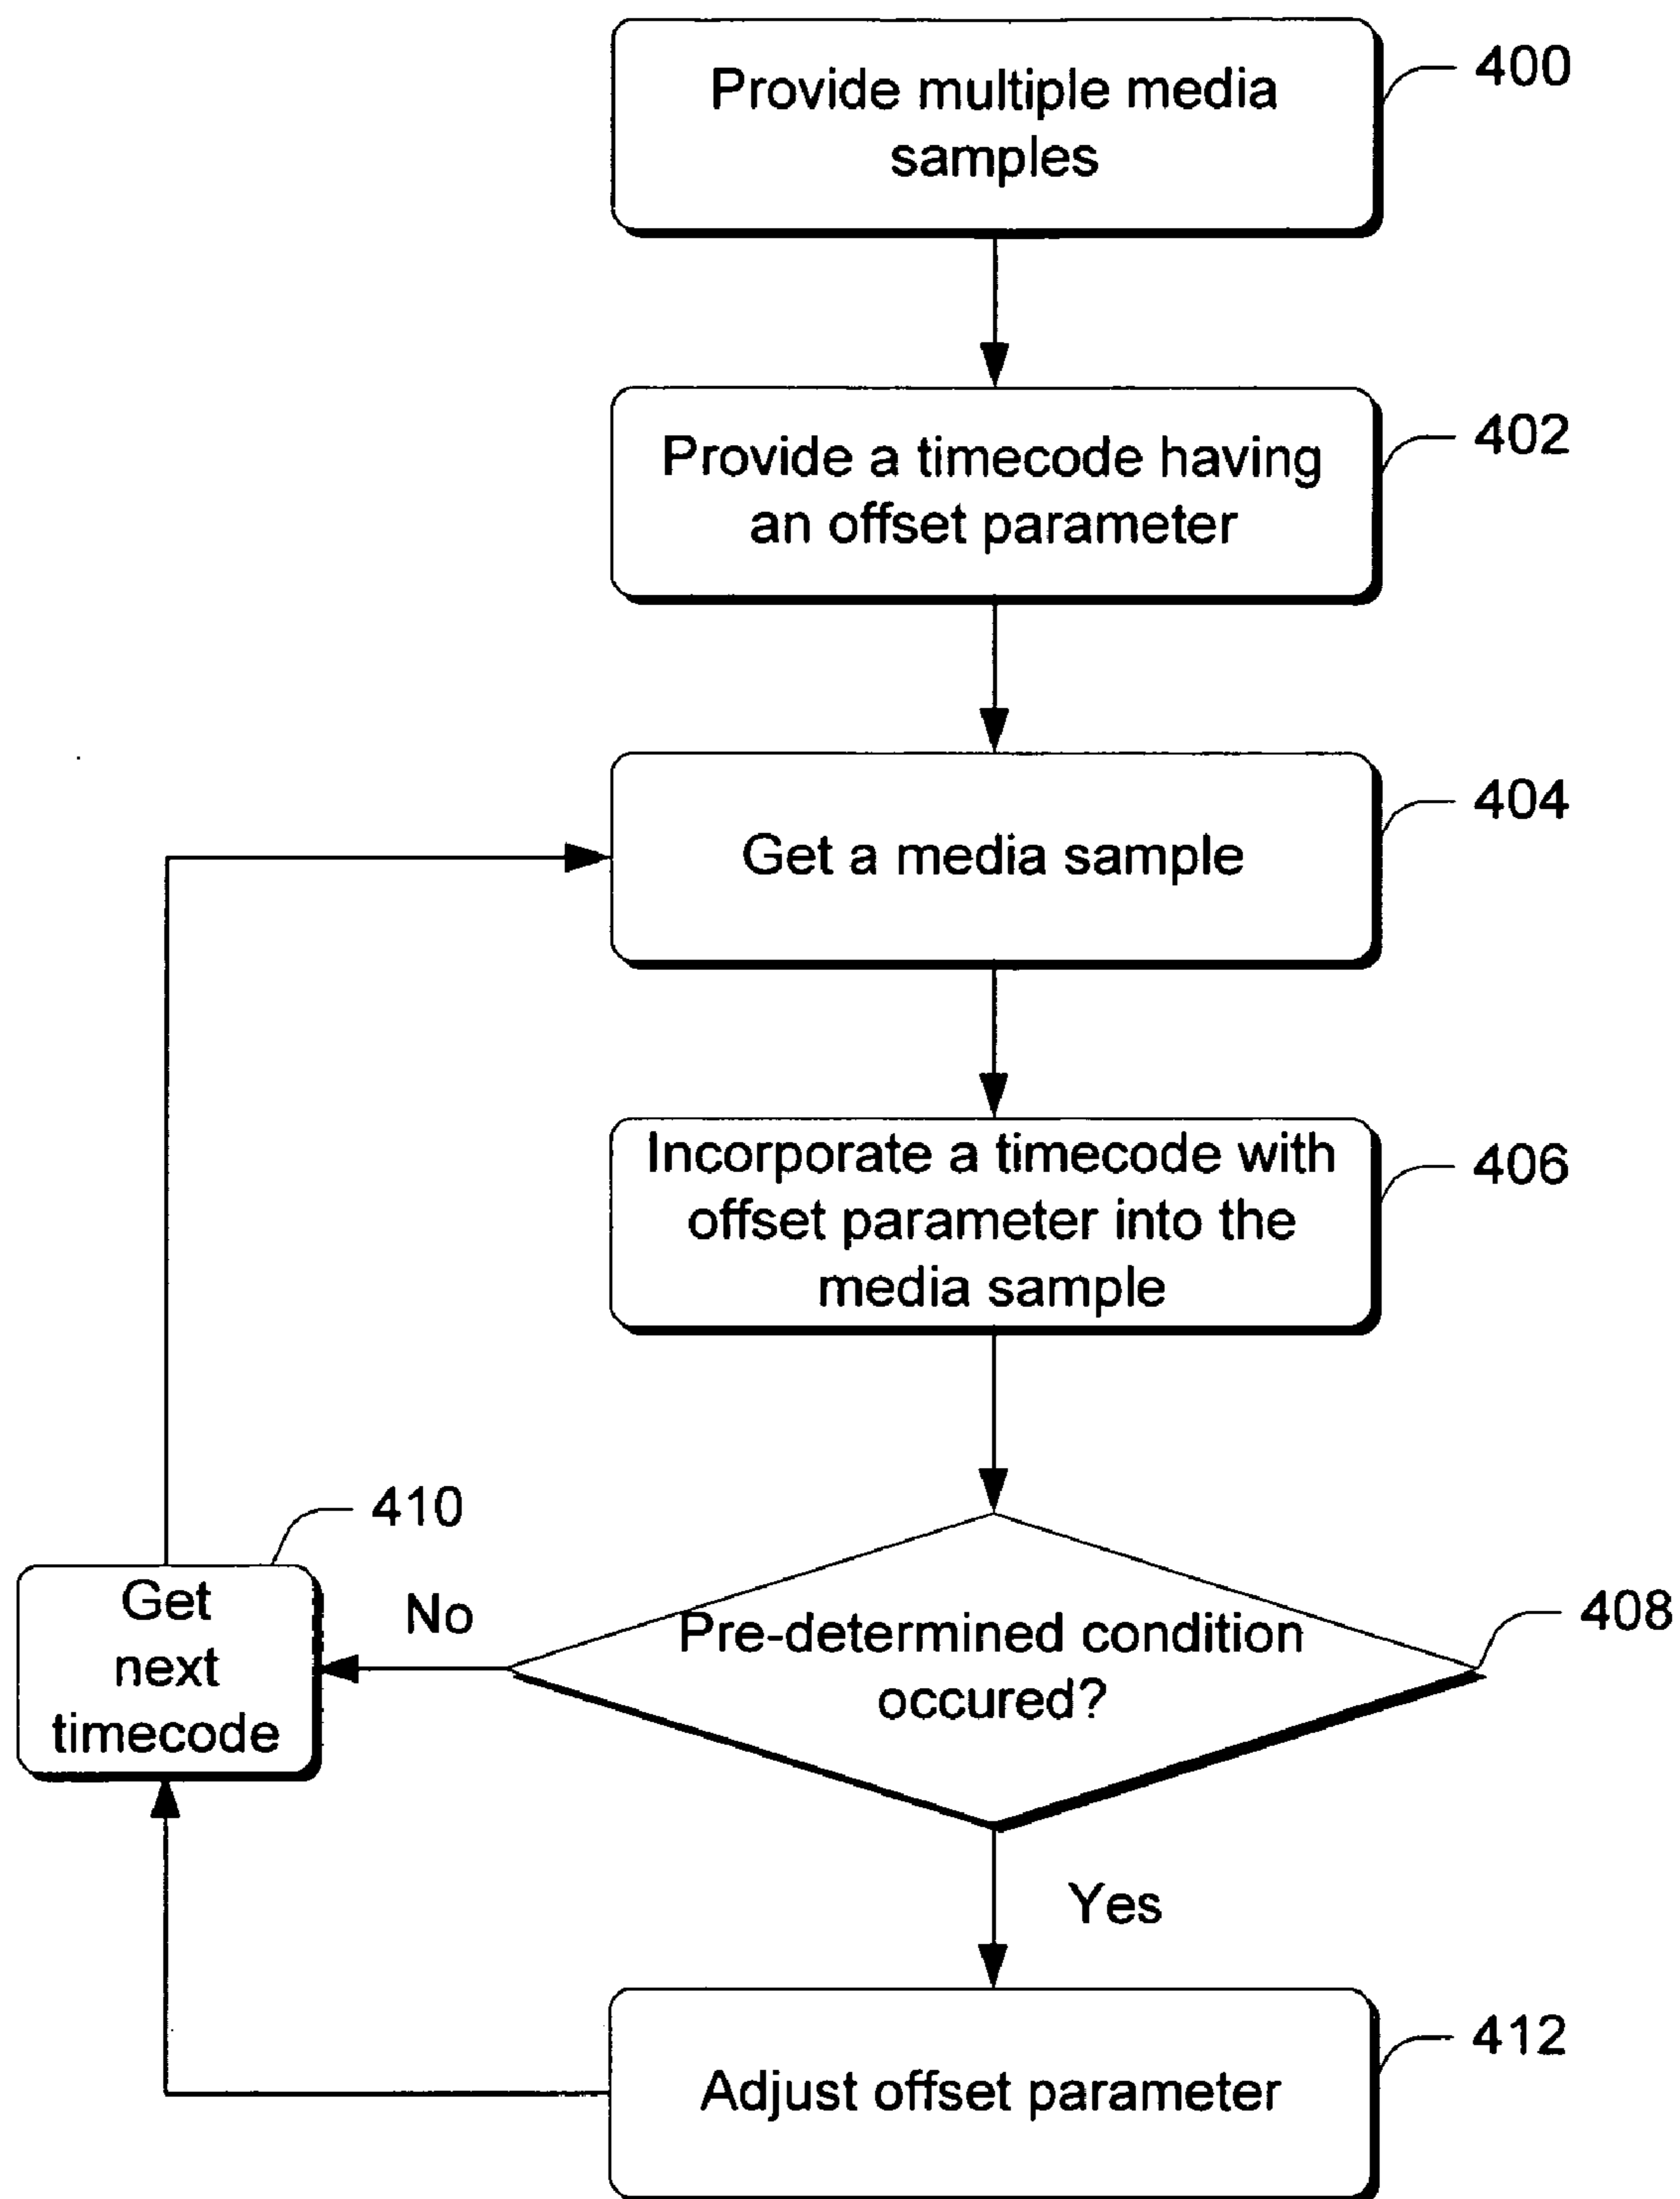 Provide multiple media
samples
400
Provide a timecode having
an offset parameter
402
Get a media sample
404
Incorporate a timecode with
offset parameter into the
media sample
406
Pre-determined condition
occured?
408
No
Get
next
timecode
410
Yes
Adjust offset parameter
412